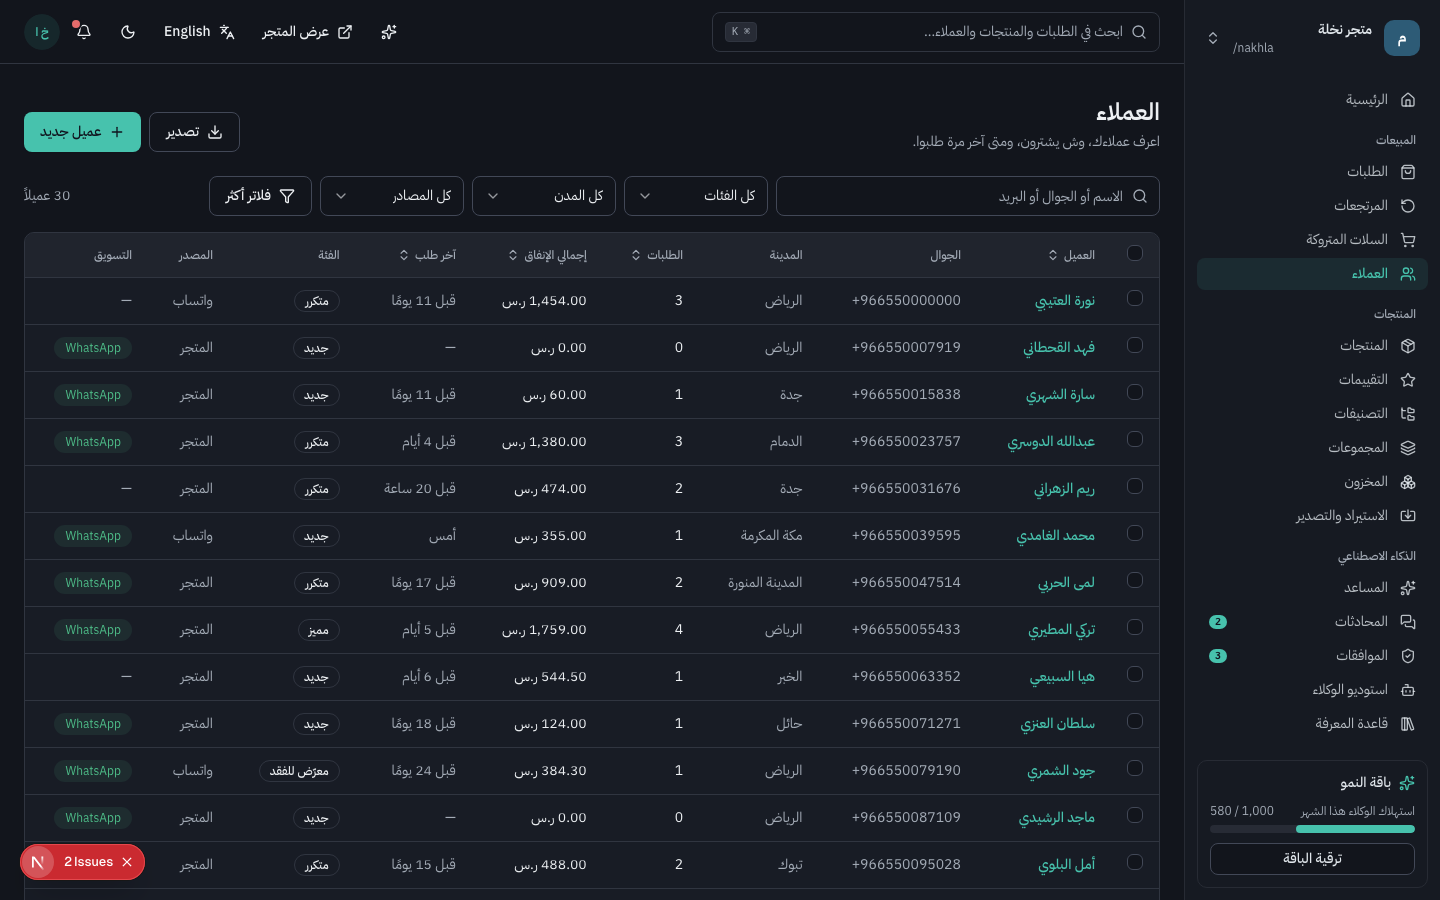 متجر نخلة
/nakhla
الرئيسية
المبيعات
الطلبات
المرتجعات
السلات المتروكة
العملاء
المنتجات
المنتجات
التقييمات
التصنيفات
المجموعات
المخزون
الاستيراد والتصدير
الذكاء الاصطناعي
المساعد
المحادثات 2
الموافقات 3
استوديو الوكلاء
قاعدة المعرفة
باقة النمو
استهلاك الوكلاء هذا الشهر 580 / 1,000
ترقية الباقة
ابحث في الطلبات والمنتجات والعملاء... ⌘ K
عرض المتجر
English
خ ا
العملاء
اعرف عملاءك، وش يشترون، ومتى آخر مرة طلبوا.
تصدير
عميل جديد
الاسم أو الجوال أو البريد
كل الفئات
كل المدن
كل المصادر
فلاتر أكثر
30 عميلاً
العميل الجوال المدينة الطلبات إجمالي الإنفاق آخر طلب الفئة المصدر التسويق
نورة العتيبي +966550000000 الرياض 3 1,454.00 ر.س قبل 11 يومًا متكرر واتساب —
فهد القحطاني +966550007919 الرياض 0 0.00 ر.س — جديد المتجر WhatsApp
سارة الشهري +966550015838 جدة 1 60.00 ر.س قبل 11 يومًا جديد المتجر WhatsApp
عبدالله الدوسري +966550023757 الدمام 3 1,380.00 ر.س قبل 4 أيام متكرر المتجر WhatsApp
ريم الزهراني +966550031676 جدة 2 474.00 ر.س قبل 20 ساعة متكرر المتجر —
محمد الغامدي +966550039595 مكة المكرمة 1 355.00 ر.س أمس جديد واتساب WhatsApp
لمى الحربي +966550047514 المدينة المنورة 2 909.00 ر.س قبل 17 يومًا متكرر المتجر WhatsApp
تركي المطيري +966550055433 الرياض 4 1,759.00 ر.س قبل 5 أيام مميز المتجر WhatsApp
هيا السبيعي +966550063352 الخبر 1 544.50 ر.س قبل 6 أيام جديد المتجر —
سلطان العنزي +966550071271 حائل 1 124.00 ر.س قبل 18 يومًا جديد المتجر WhatsApp
جود الشمري +966550079190 الرياض 1 384.30 ر.س قبل 24 يومًا معرّض للفقد واتساب WhatsApp
ماجد الرشيدي +966550087109 الرياض 0 0.00 ر.س — جديد المتجر WhatsApp
أمل البلوي +966550095028 تبوك 2 488.00 ر.س قبل 15 يومًا متكرر المتجر
N 2 Issues
م